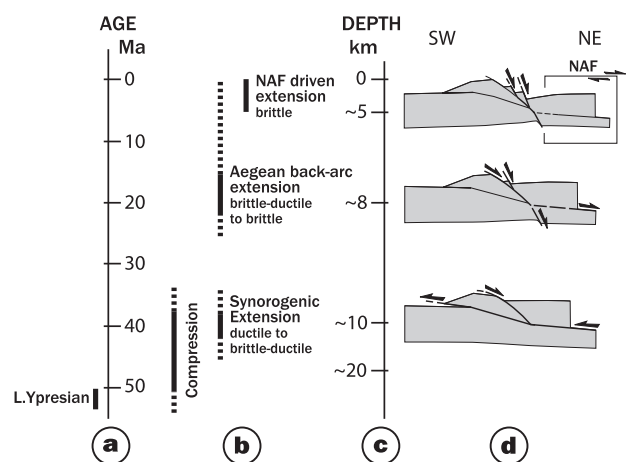 AGE
Ma
0
10
20
30
40
50
L.Ypresian
Compression
NAF driven
extension
brittle
Aegean back-arc
extension
brittle-ductile
to brittle
Synorogenic
Extension
ductile to
brittle-ductile
DEPTH
km
0
~5
~8
~10
~20
SW
NE
NAF
a
b
c
d